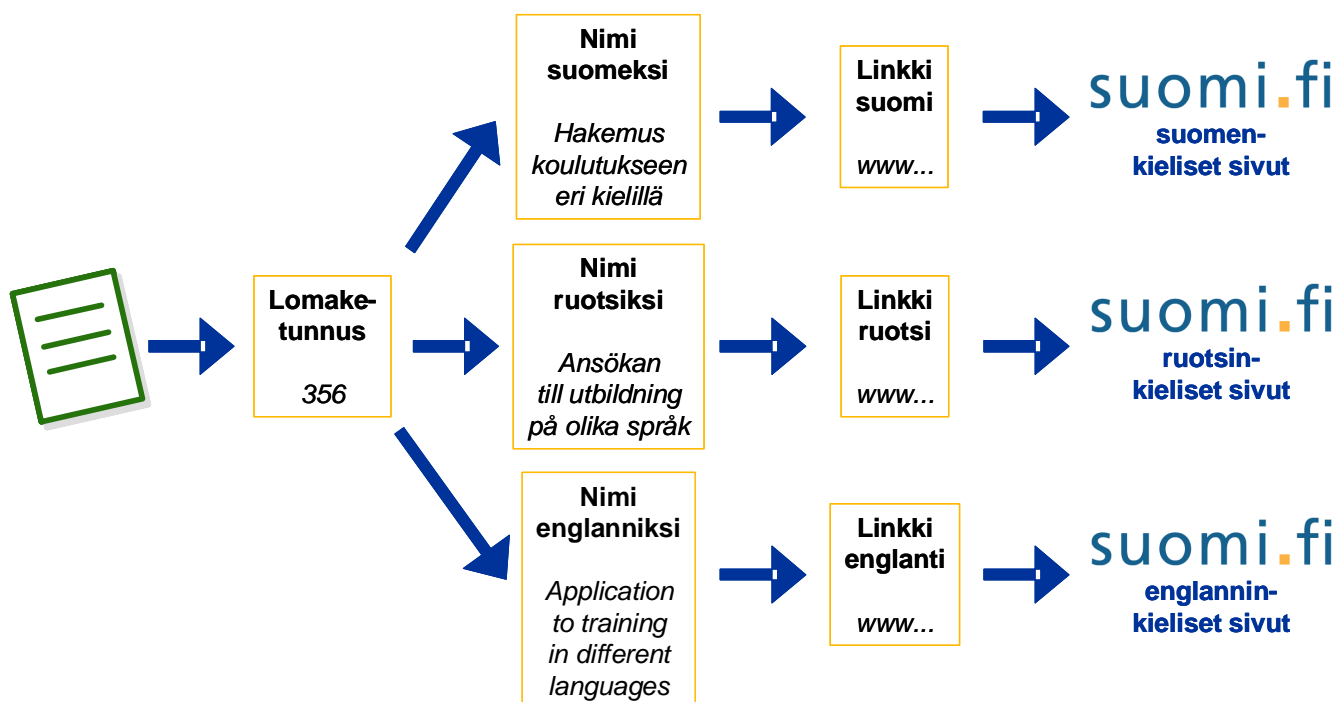 Nimi
suomeksi
Hakemus
koulutukseen
eri kielillä
Linkki
suomi
www...
suomi.fi
suomen-
kieliset sivut
Lomake-
tunnus
356
Nimi
ruotsiksi
Ansökan
till utbildning
på olika språk
Linkki
ruotsi
www...
suomi.fi
ruotsin-
kieliset sivut
Nimi
englanniksi
Application
to training
in different
languages
Linkki
englanti
www...
suomi.fi
englannin-
kieliset sivut